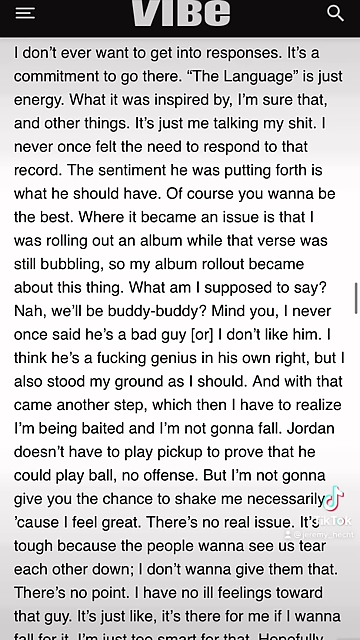 VIBE
I don't ever want to get into responses. It's a
commitment to go there. “The Language” is just
energy. What it was inspired by, I'm sure that,
and other things. It's just me talking my shit. I
never once felt the need to respond to that
record. The sentiment he was putting forth is
what he should have. Of course you wanna be
the best. Where it became an issue is that I
was rolling out an album while that verse was
still bubbling, so my album rollout became
about this thing. What am I supposed to say?
Nah, we'll be buddy-buddy? Mind you, I never
once said he's a bad guy [or] I don't like him. I
think he's a fucking genius in his own right, but I
also stood my ground as I should. And with that
came another step, which then I have to realize
I'm being baited and I'm not gonna fall. Jordan
doesn't have to play pickup to prove that he
could play ball, no offense. But I'm not gonna
give you the chance to shake me necessarily,
’cause I feel great. There's no real issue. It's
TikTok
tough because the people wanna see us tear
@jeremy_hecht
each other down; I don't wanna give them that.
There's no point. I have no ill feelings toward
that guy. It's just like, it's there for me if I wanna
fall for it. I'm just too smart for that. Hopefully